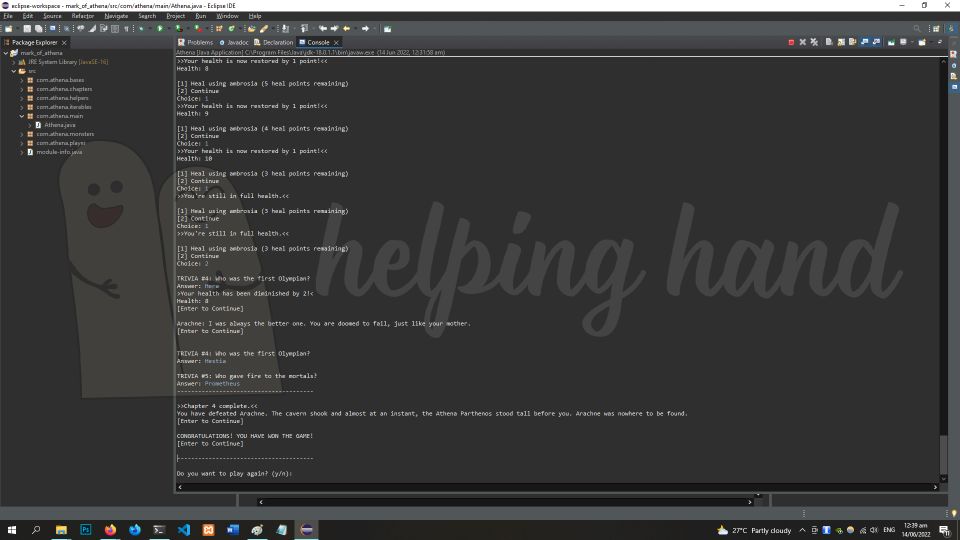 eclipse-workspace - mark_of_athena/src/com/athena/main/Athena.java - Eclipse IDE
File Edit Source Refactor Navigate Search Project Run Window Help
Package Explorer
Problems Javadoc Declaration Console
Athena [Java Application] C:\Program Files\Java\jdk-18.0.1.1\bin\javaw.exe (14 Jun 2022, 12:31:58 am)
mark_of_athena
JRE System Library [JavaSE-16]
src
com.athena.bases
com.athena.chapters
com.athena.helpers
com.athena.iterables
com.athena.main
Athena.java
com.athena.monsters
com.athena.player
module-info.java
>>Your health is now restored by 1 point!<<
Health: 8
[1] Heal using ambrosia (5 heal points remaining)
[2] Continue
Choice: 1
>>Your health is now restored by 1 point!<<
Health: 9
[1] Heal using ambrosia (4 heal points remaining)
[2] Continue
Choice: 1
>>Your health is now restored by 1 point!<<
Health: 10
[1] Heal using ambrosia (3 heal points remaining)
[2] Continue
Choice: 1
>>You're still in full health.<<
[1] Heal using ambrosia (3 heal points remaining)
[2] Continue
Choice: 1
>>You're still in full health.<<
[1] Heal using ambrosia (3 heal points remaining)
[2] Continue
Choice: 2
TRIVIA #4: Who was the first Olympian?
Answer: Hera
>Your health has been diminished by 2!<
Health: 8
[Enter to Continue]
Arachne: I was always the better one. You are doomed to fail, just like your mother.
[Enter to Continue]
TRIVIA #4: Who was the first Olympian?
Answer: Hestia
TRIVIA #5: Who gave fire to the mortals?
Answer: Prometheus
--------------------------------------
>>Chapter 4 complete.<<
You have defeated Arachne. The cavern shook and almost at an instant, the Athena Parthenos stood tall before you. Arachne was nowhere to be found.
[Enter to Continue]
CONGRATULATIONS! YOU HAVE WON THE GAME!
[Enter to Continue]
--------------------------------------
Do you want to play again? (y/n):
helping hand
27°C Partly cloudy
ENG
12:39 am
14/06/2022